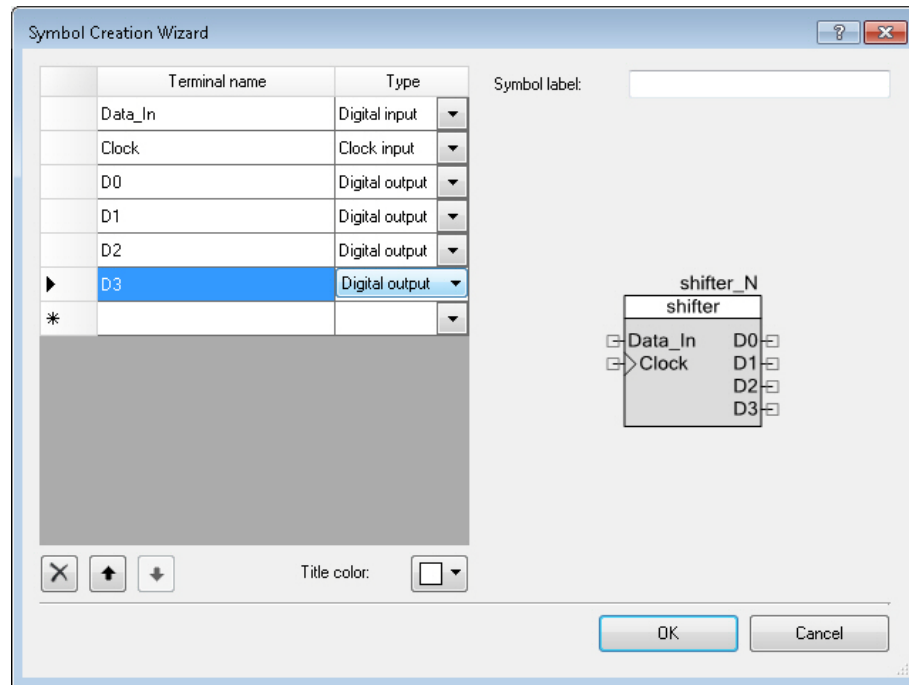 Symbol Creation Wizard
Terminal name Type
Data_In Digital input
Clock Clock input
D0 Digital output
D1 Digital output
D2 Digital output
D3 Digital output
Symbol label:
shifter_N
shifter
Data_In D0
Clock D1
D2
D3
Title color:
OK Cancel